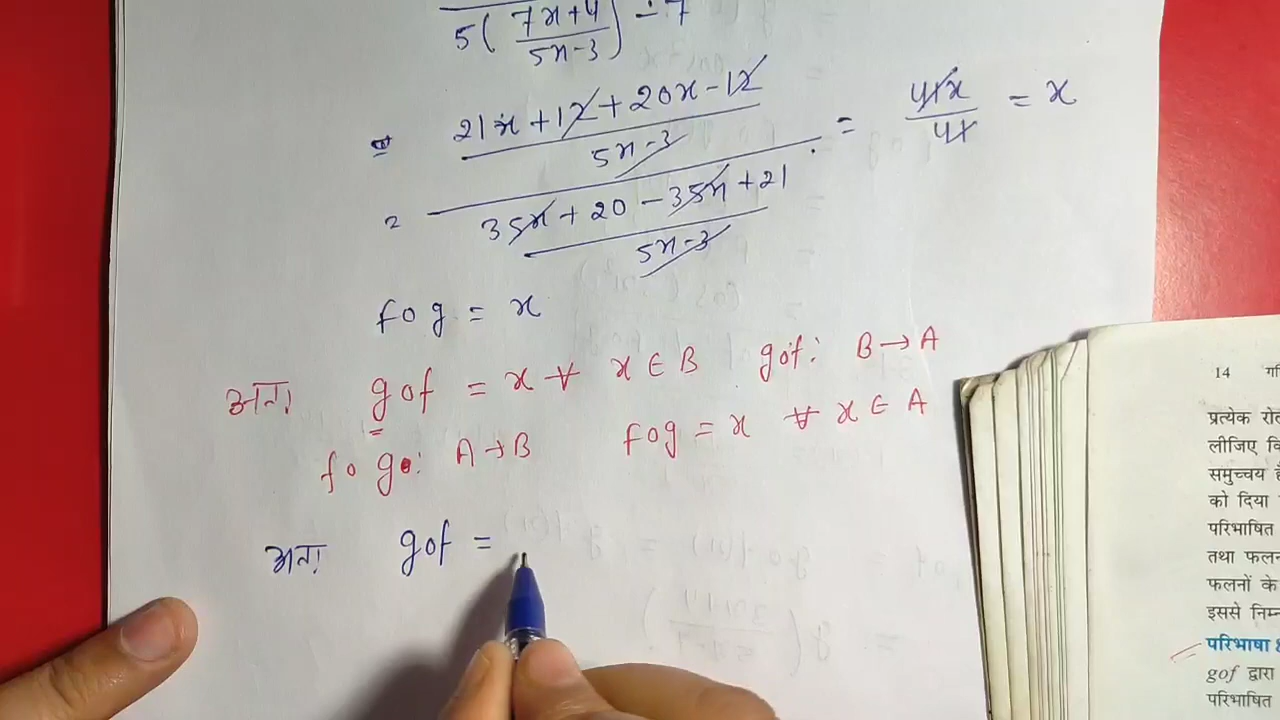 5( 7x+4 / 5x-3 ) - 7
= 21x + 12 + 20x - 12 / 5x-3 = 41x / 41 = x
= 35x + 20 - 35x + 21 / 5x-3
fog = x
अतः gof = x ∀ x ∈ B gof: B → A
fog: A → B fog = x ∀ x ∈ A
अतः gof =
14
प्रत्येक
लीजिए
समुच्चय
को दिया
परिभाषित
तथा
फलनों के
इससे
परिभाषा
gof द्वारा
परिभाषित